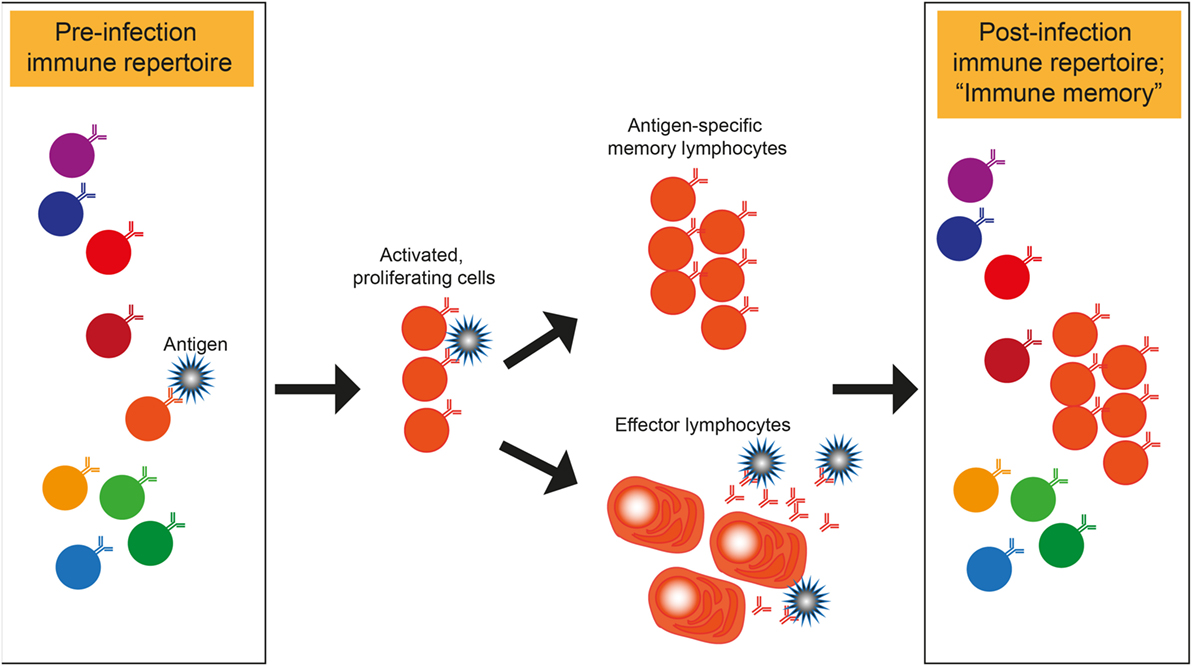 Pre-infection
immune repertoire
Antigen
Activated,
proliferating cells
Antigen-specific
memory lymphocytes
Effector lymphocytes
Post-infection
immune repertoire;
“Immune memory”